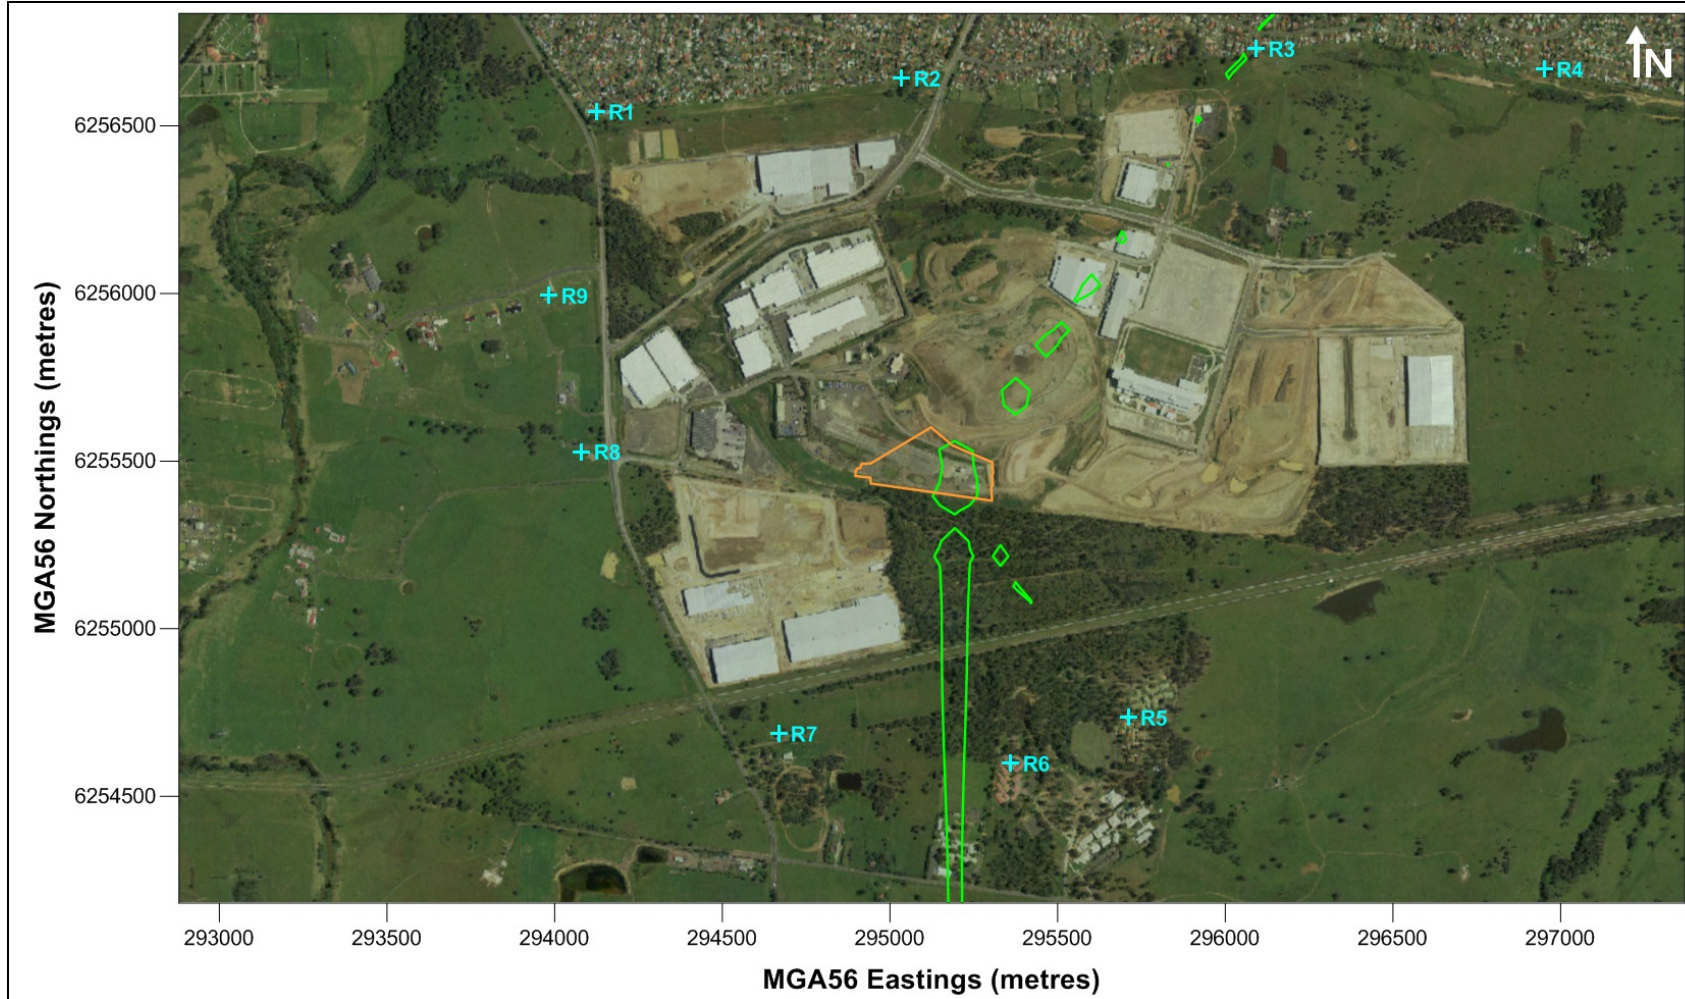 N
R3
R4
R2
R1
6256500
R9
6256000
R8
6255500
6255000
R5
R7
R6
6254500
MGA56 Northings (metres)
293000 293500 294000 294500 295000 295500 296000 296500 297000
MGA56 Eastings (metres)